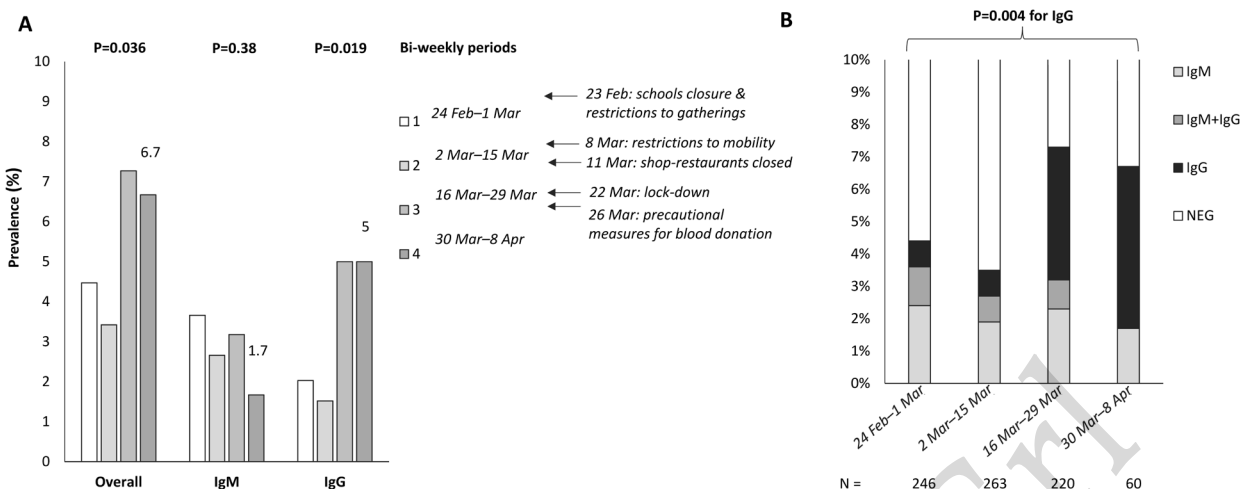 A
P=0.036 P=0.38 P=0.019 Bi-weekly periods
Prevalence (%)
10
9
8
7
6
5
4
3
2
1
0
6.7
1.7
5
Overall IgM IgG
1 24 Feb–1 Mar
2 2 Mar–15 Mar
3 16 Mar–29 Mar
4 30 Mar–8 Apr
23 Feb: schools closure &
restrictions to gatherings
8 Mar: restrictions to mobility
11 Mar: shop-restaurants closed
22 Mar: lock-down
26 Mar: precautional
measures for blood donation
B
P=0.004 for IgG
10%
9%
8%
7%
6%
5%
4%
3%
2%
1%
0%
24 Feb–1 Mar
2 Mar–15 Mar
16 Mar–29 Mar
30 Mar–8 Apr
N = 246 263 220 60
IgM
IgM+IgG
IgG
NEG